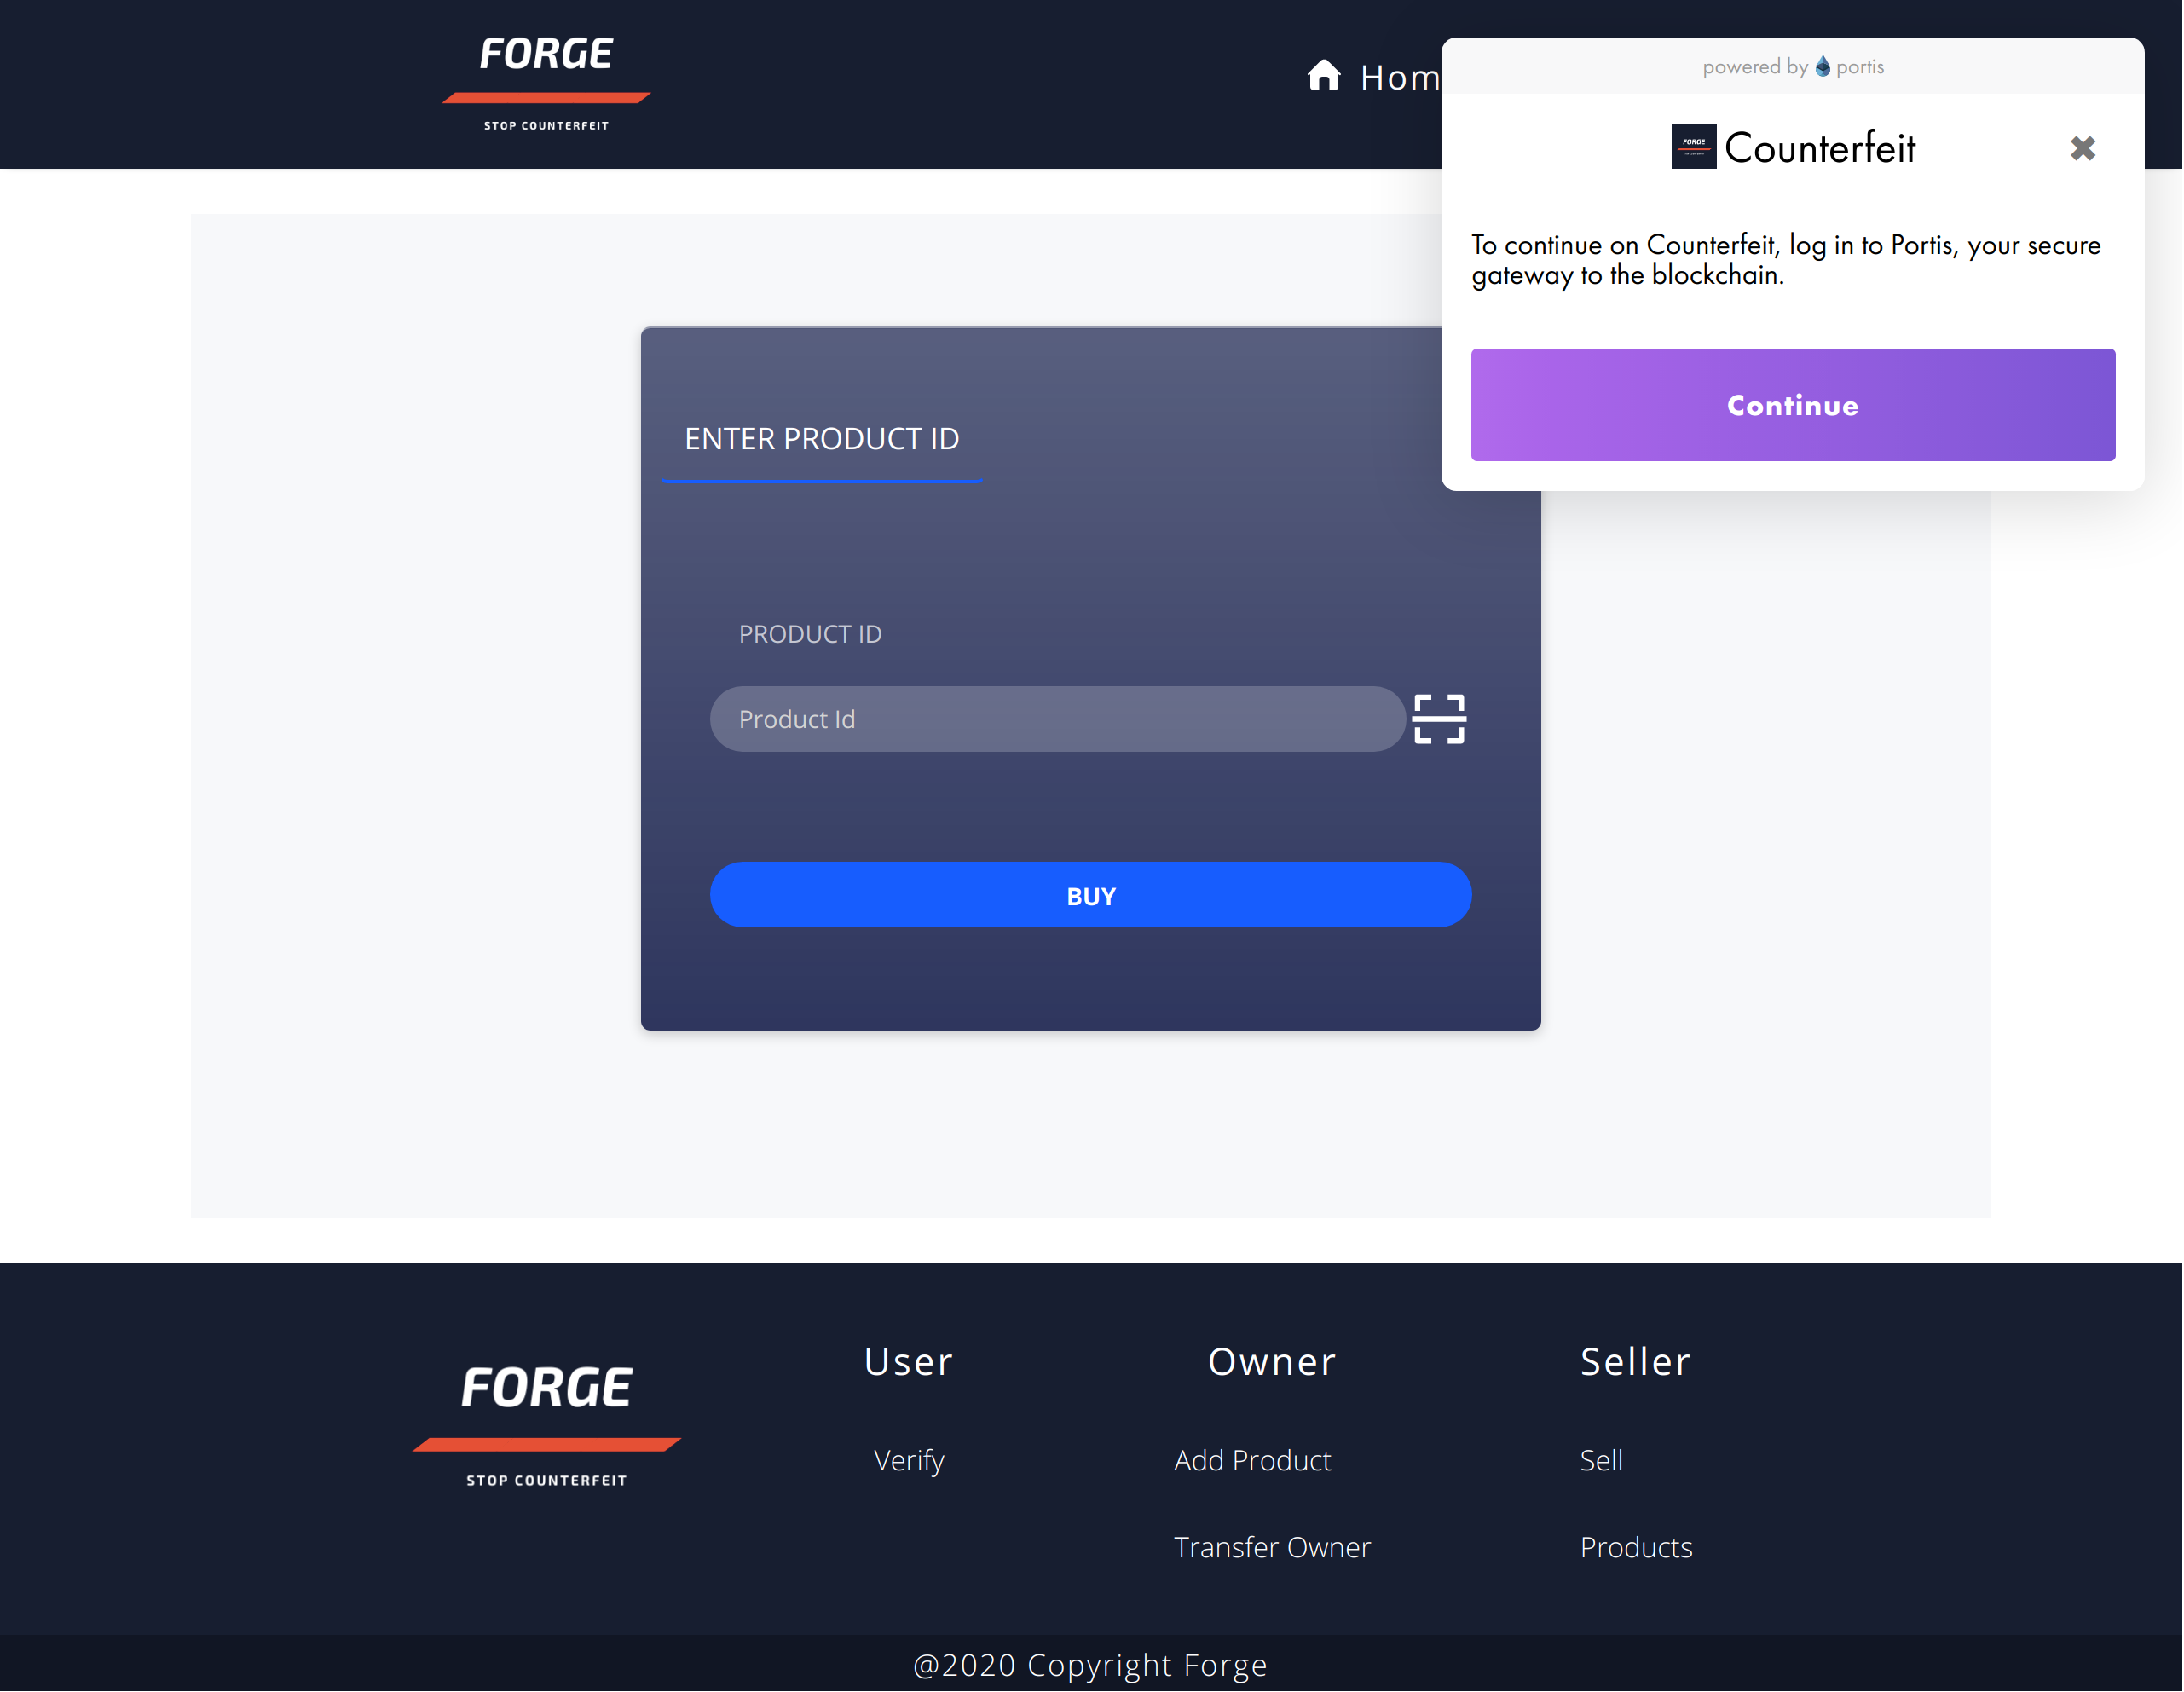 FORGE
STOP COUNTERFEIT
Hom
powered by portis
FORGE
Counterfeit
To continue on Counterfeit, log in to Portis, your secure
gateway to the blockchain.
Continue
ENTER PRODUCT ID
PRODUCT ID
Product Id
BUY
FORGE
STOP COUNTERFEIT
User
Verify
Owner
Add Product
Transfer Owner
Seller
Sell
Products
@2020 Copyright Forge